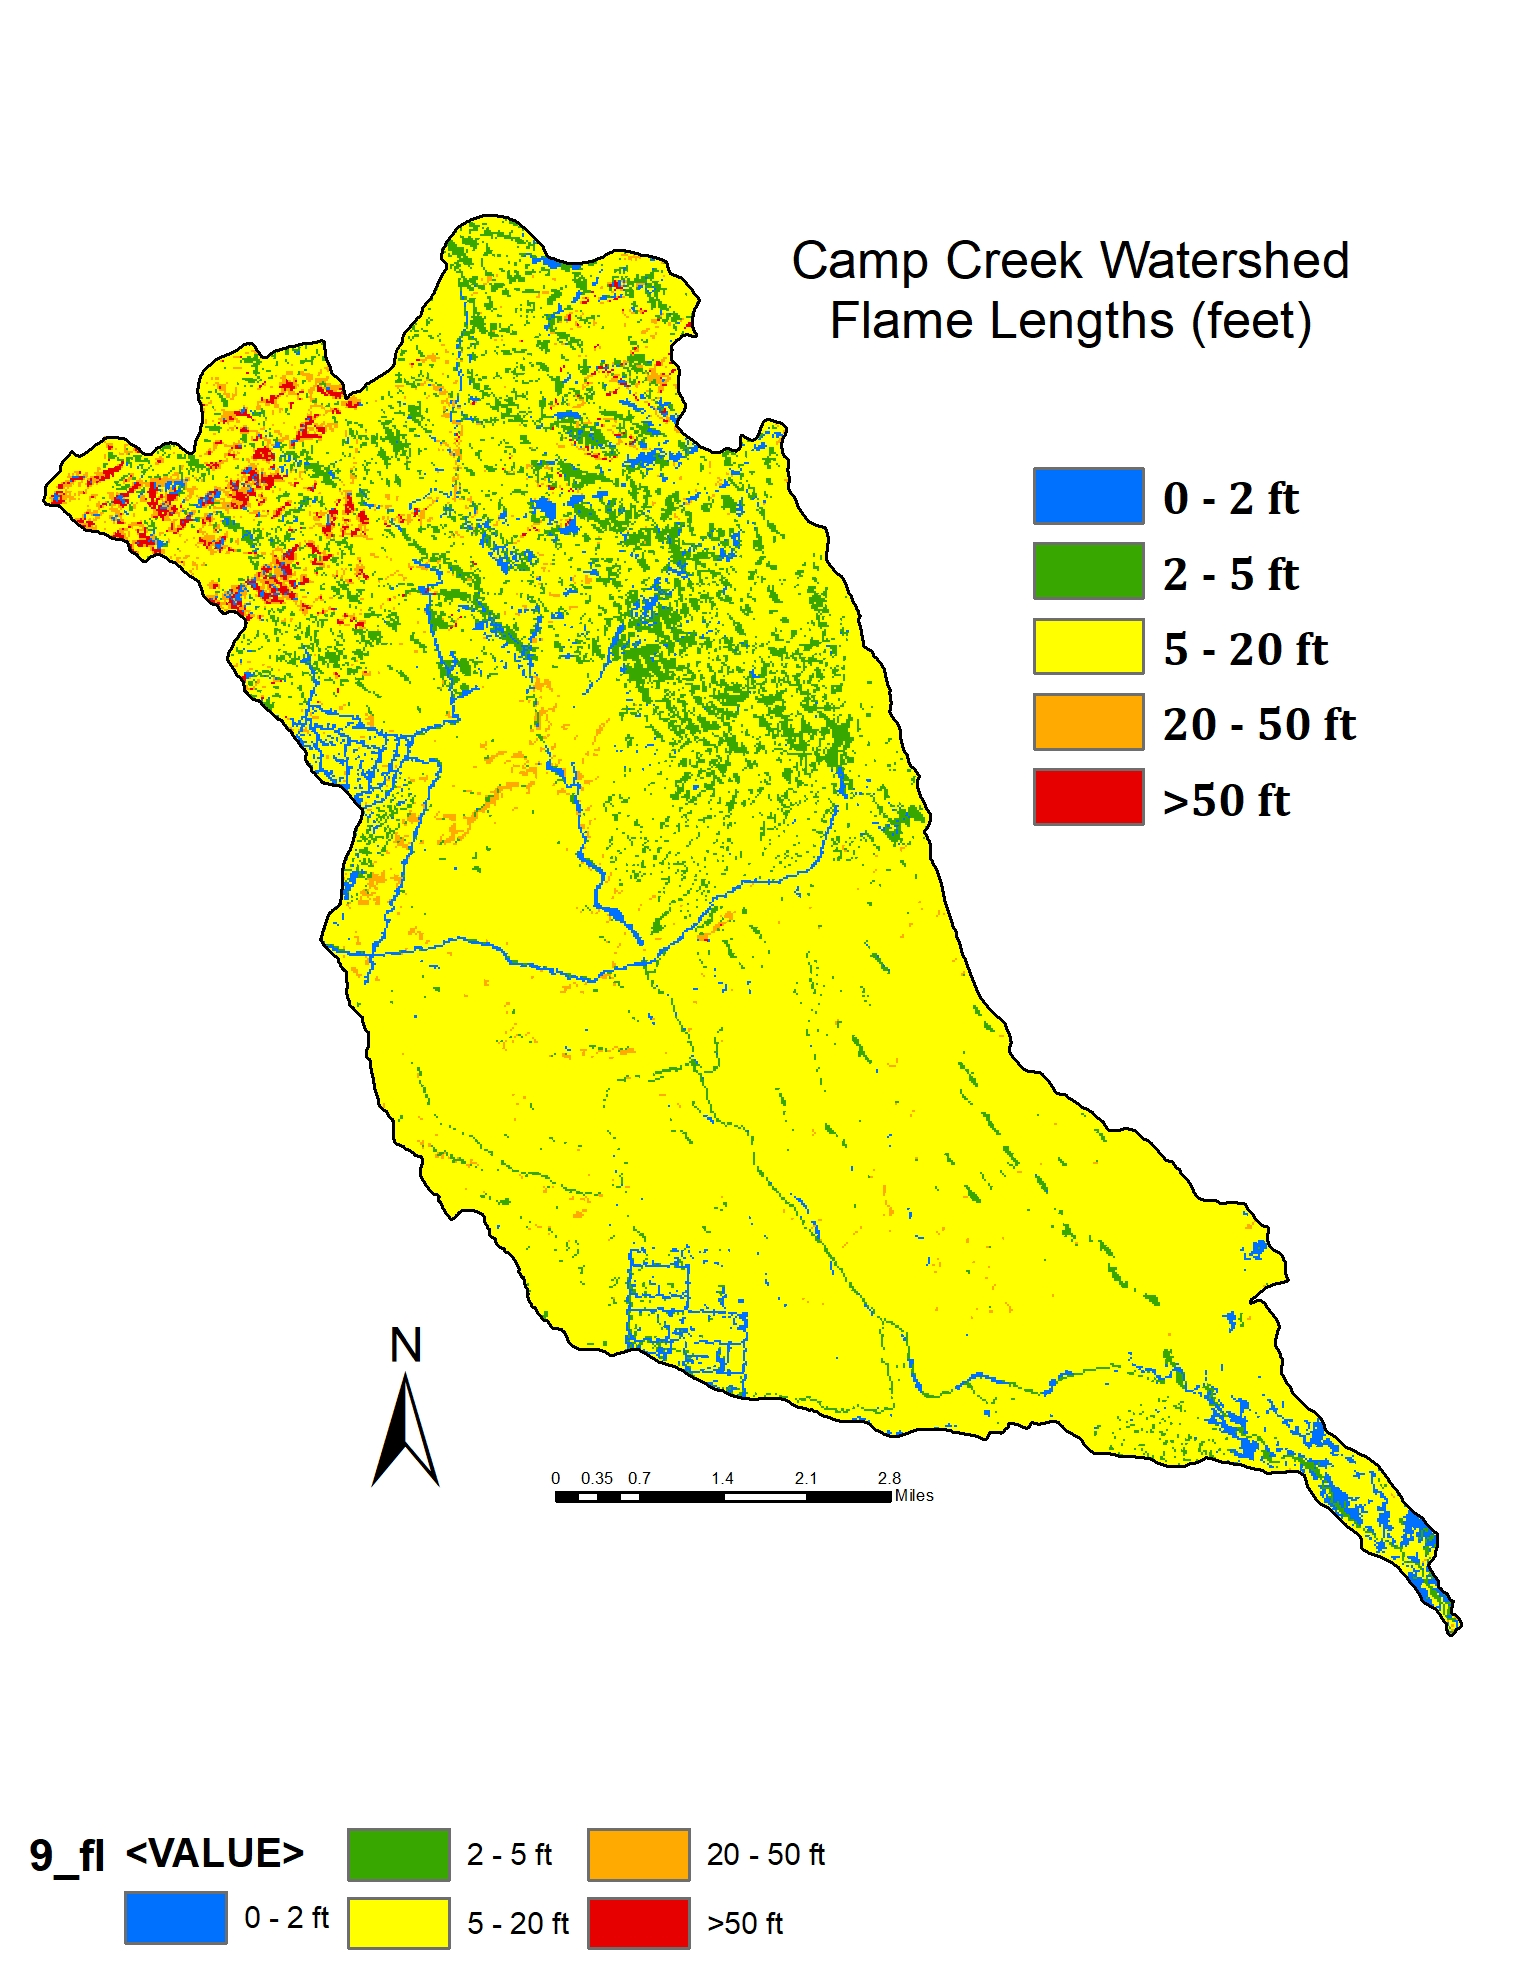 Camp Creek Watershed
Flame Lengths (feet)
0 - 2 ft
2 - 5 ft
5 - 20 ft
20 - 50 ft
>50 ft
N
0 0.35 0.7 1.4 2.1 2.8
Miles
9_fl <VALUE>
0 - 2 ft
2 - 5 ft
5 - 20 ft
20 - 50 ft
>50 ft